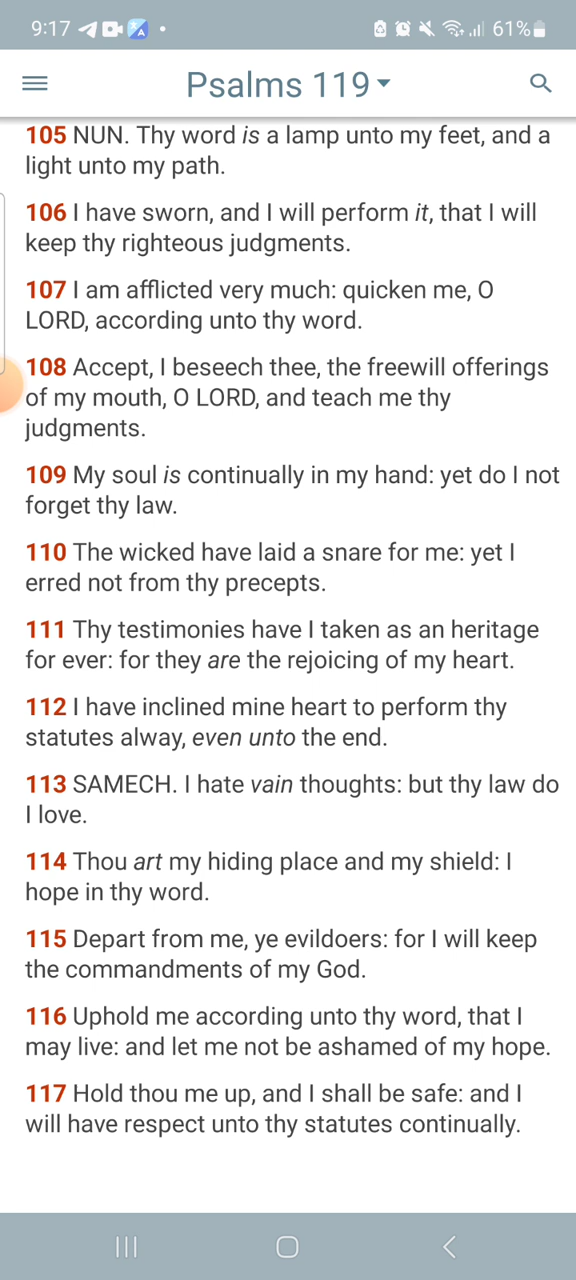 9:17
61%
Psalms 119
105 NUN. Thy word is a lamp unto my feet, and a
light unto my path.
106 I have sworn, and I will perform it, that I will
keep thy righteous judgments.
107 I am afflicted very much: quicken me, O
LORD, according unto thy word.
108 Accept, I beseech thee, the freewill offerings
of my mouth, O LORD, and teach me thy
judgments.
109 My soul is continually in my hand: yet do I not
forget thy law.
110 The wicked have laid a snare for me: yet I
erred not from thy precepts.
111 Thy testimonies have I taken as an heritage
for ever: for they are the rejoicing of my heart.
112 I have inclined mine heart to perform thy
statutes alway, even unto the end.
113 SAMECH. I hate vain thoughts: but thy law do
I love.
114 Thou art my hiding place and my shield: I
hope in thy word.
115 Depart from me, ye evildoers: for I will keep
the commandments of my God.
116 Uphold me according unto thy word, that I
may live: and let me not be ashamed of my hope.
117 Hold thou me up, and I shall be safe: and I
will have respect unto thy statutes continually.